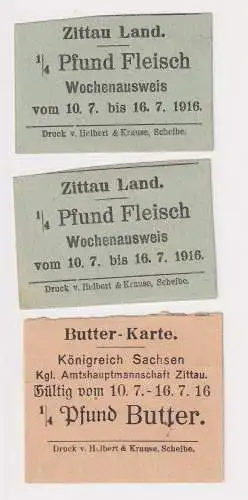 Zittau Land.
1/4 Pfund Fleisch
Wochenausweis
vom 10. 7. bis 16. 7. 1916.
Druck v. Helbert & Krause, Scheibe.
Zittau Land.
1/4 Pfund Fleisch
Wochenausweis
vom 10. 7. bis 16. 7. 1916.
Druck v. Helbert & Krause, Scheibe.
Butter-Karte.
Königreich Sachsen
Kgl. Amtshauptmannschaft Zittau.
Gültig vom 10. 7. - 16. 7. 16
1/4 Pfund Butter.
Druck v. Helbert & Krause, Scheibe.